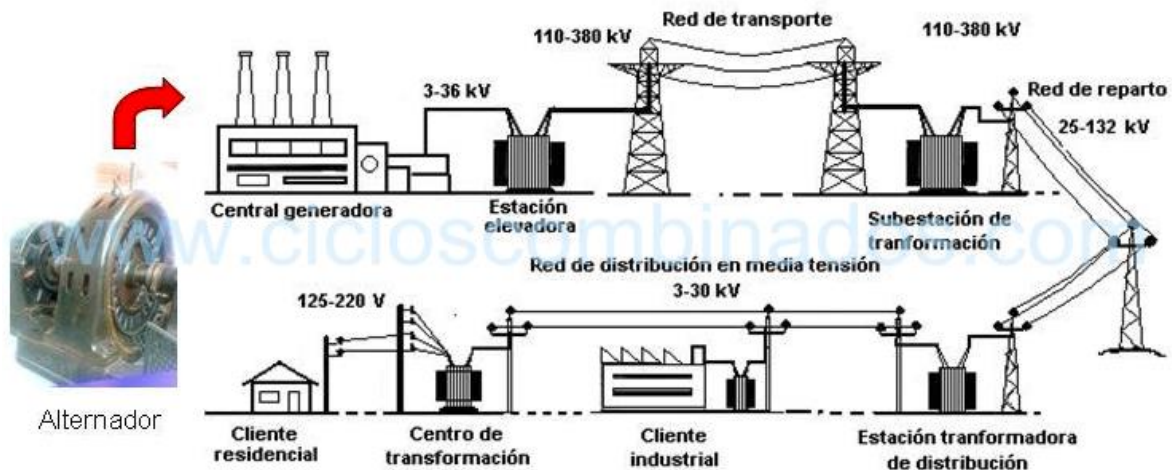 Red de transporte
110-380 kV
110-380 kV
3-36 kV
Red de reparto
25-132 kV
Central generadora
Estación
elevadora
Subestación de
tranformación
www.cicloscombinados.com
Red de distribución en media tensión
3-30 kV
125-220 V
Alternador
Cliente
residencial
Centro de
transformación
Cliente
industrial
Estación tranformadora
de distribución